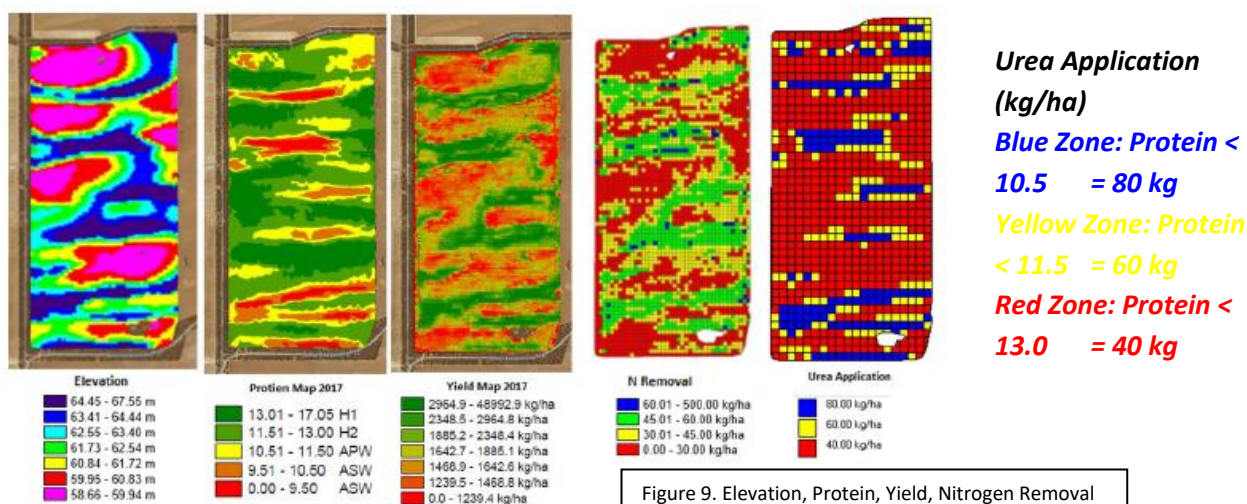 Urea Application
(kg/ha)
Blue Zone: Protein <
10.5 = 80 kg
Yellow Zone: Protein
< 11.5 = 60 kg
Red Zone: Protein <
13.0 = 40 kg
Elevation
64.45 - 67.55 m
63.41 - 64.44 m
62.55 - 63.40 m
61.73 - 62.54 m
60.84 - 61.72 m
59.95 - 60.83 m
58.66 - 59.94 m
Protien Map 2017
13.01 - 17.05 H1
11.51 - 13.00 H2
10.51 - 11.50 APW
9.51 - 10.50 ASW
0.00 - 9.50 ASW
Yield Map 2017
2964.9 - 48992.9 kg/ha
2348.5 - 2964.8 kg/ha
1885.2 - 2348.4 kg/ha
1642.7 - 1885.1 kg/ha
1468.9 - 1642.6 kg/ha
1239.5 - 1468.8 kg/ha
0.0 - 1239.4 kg/ha
N Removal
60.01 - 500.00 kg/ha
45.01 - 60.00 kg/ha
30.01 - 45.00 kg/ha
0.00 - 30.00 kg/ha
Urea Application
80.00 kg/ha
60.00 kg/ha
40.00 kg/ha
Figure 9. Elevation, Protein, Yield, Nitrogen Removal